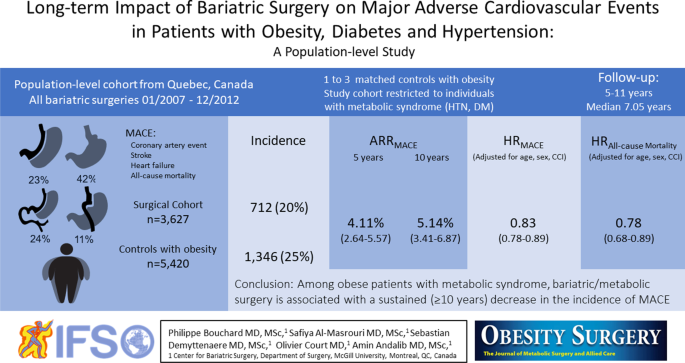 Long-term Impact of Bariatric Surgery on Major Adverse Cardiovascular Events
in Patients with Obesity, Diabetes and Hypertension:
A Population-level Study
Population-level cohort from Quebec, Canada
All bariatric surgeries 01/2007 - 12/2012
1 to 3 matched controls with obesity
Study cohort restricted to individuals
with metabolic syndrome (HTN, DM)
Follow-up:
5-11 years
Median 7.05 years
MACE:
Coronary artery event
Stroke
Heart failure
All-cause mortality
23%
42%
24%
11%
Surgical Cohort
n=3,627
Controls with obesity
n=5,420
Incidence
712 (20%)
1,346 (25%)
ARRMACE
5 years
10 years
4.11%
(2.64-5.57)
5.14%
(3.41-6.87)
HRMACE
(Adjusted for age, sex, CCI)
0.83
(0.78-0.89)
HRAll-cause Mortality
(Adjusted for age, sex, CCI)
0.78
(0.68-0.89)
Conclusion: Among obese patients with metabolic syndrome, bariatric/metabolic
surgery is associated with a sustained (≥10 years) decrease in the incidence of MACE
IFSO
Philippe Bouchard MD, MSc,1 Safiya Al-Masrouri MD, MSc,1 Sebastian
Demyttenaere MD, MSc,1 Olivier Court MD, MSc,1 Amin Andalib MD, MSc,1
1 Center for Bariatric Surgery, Department of Surgery, McGill University, Montreal, QC, Canada
OBESITY SURGERY
The Journal of Metabolic Surgery and Allied Care